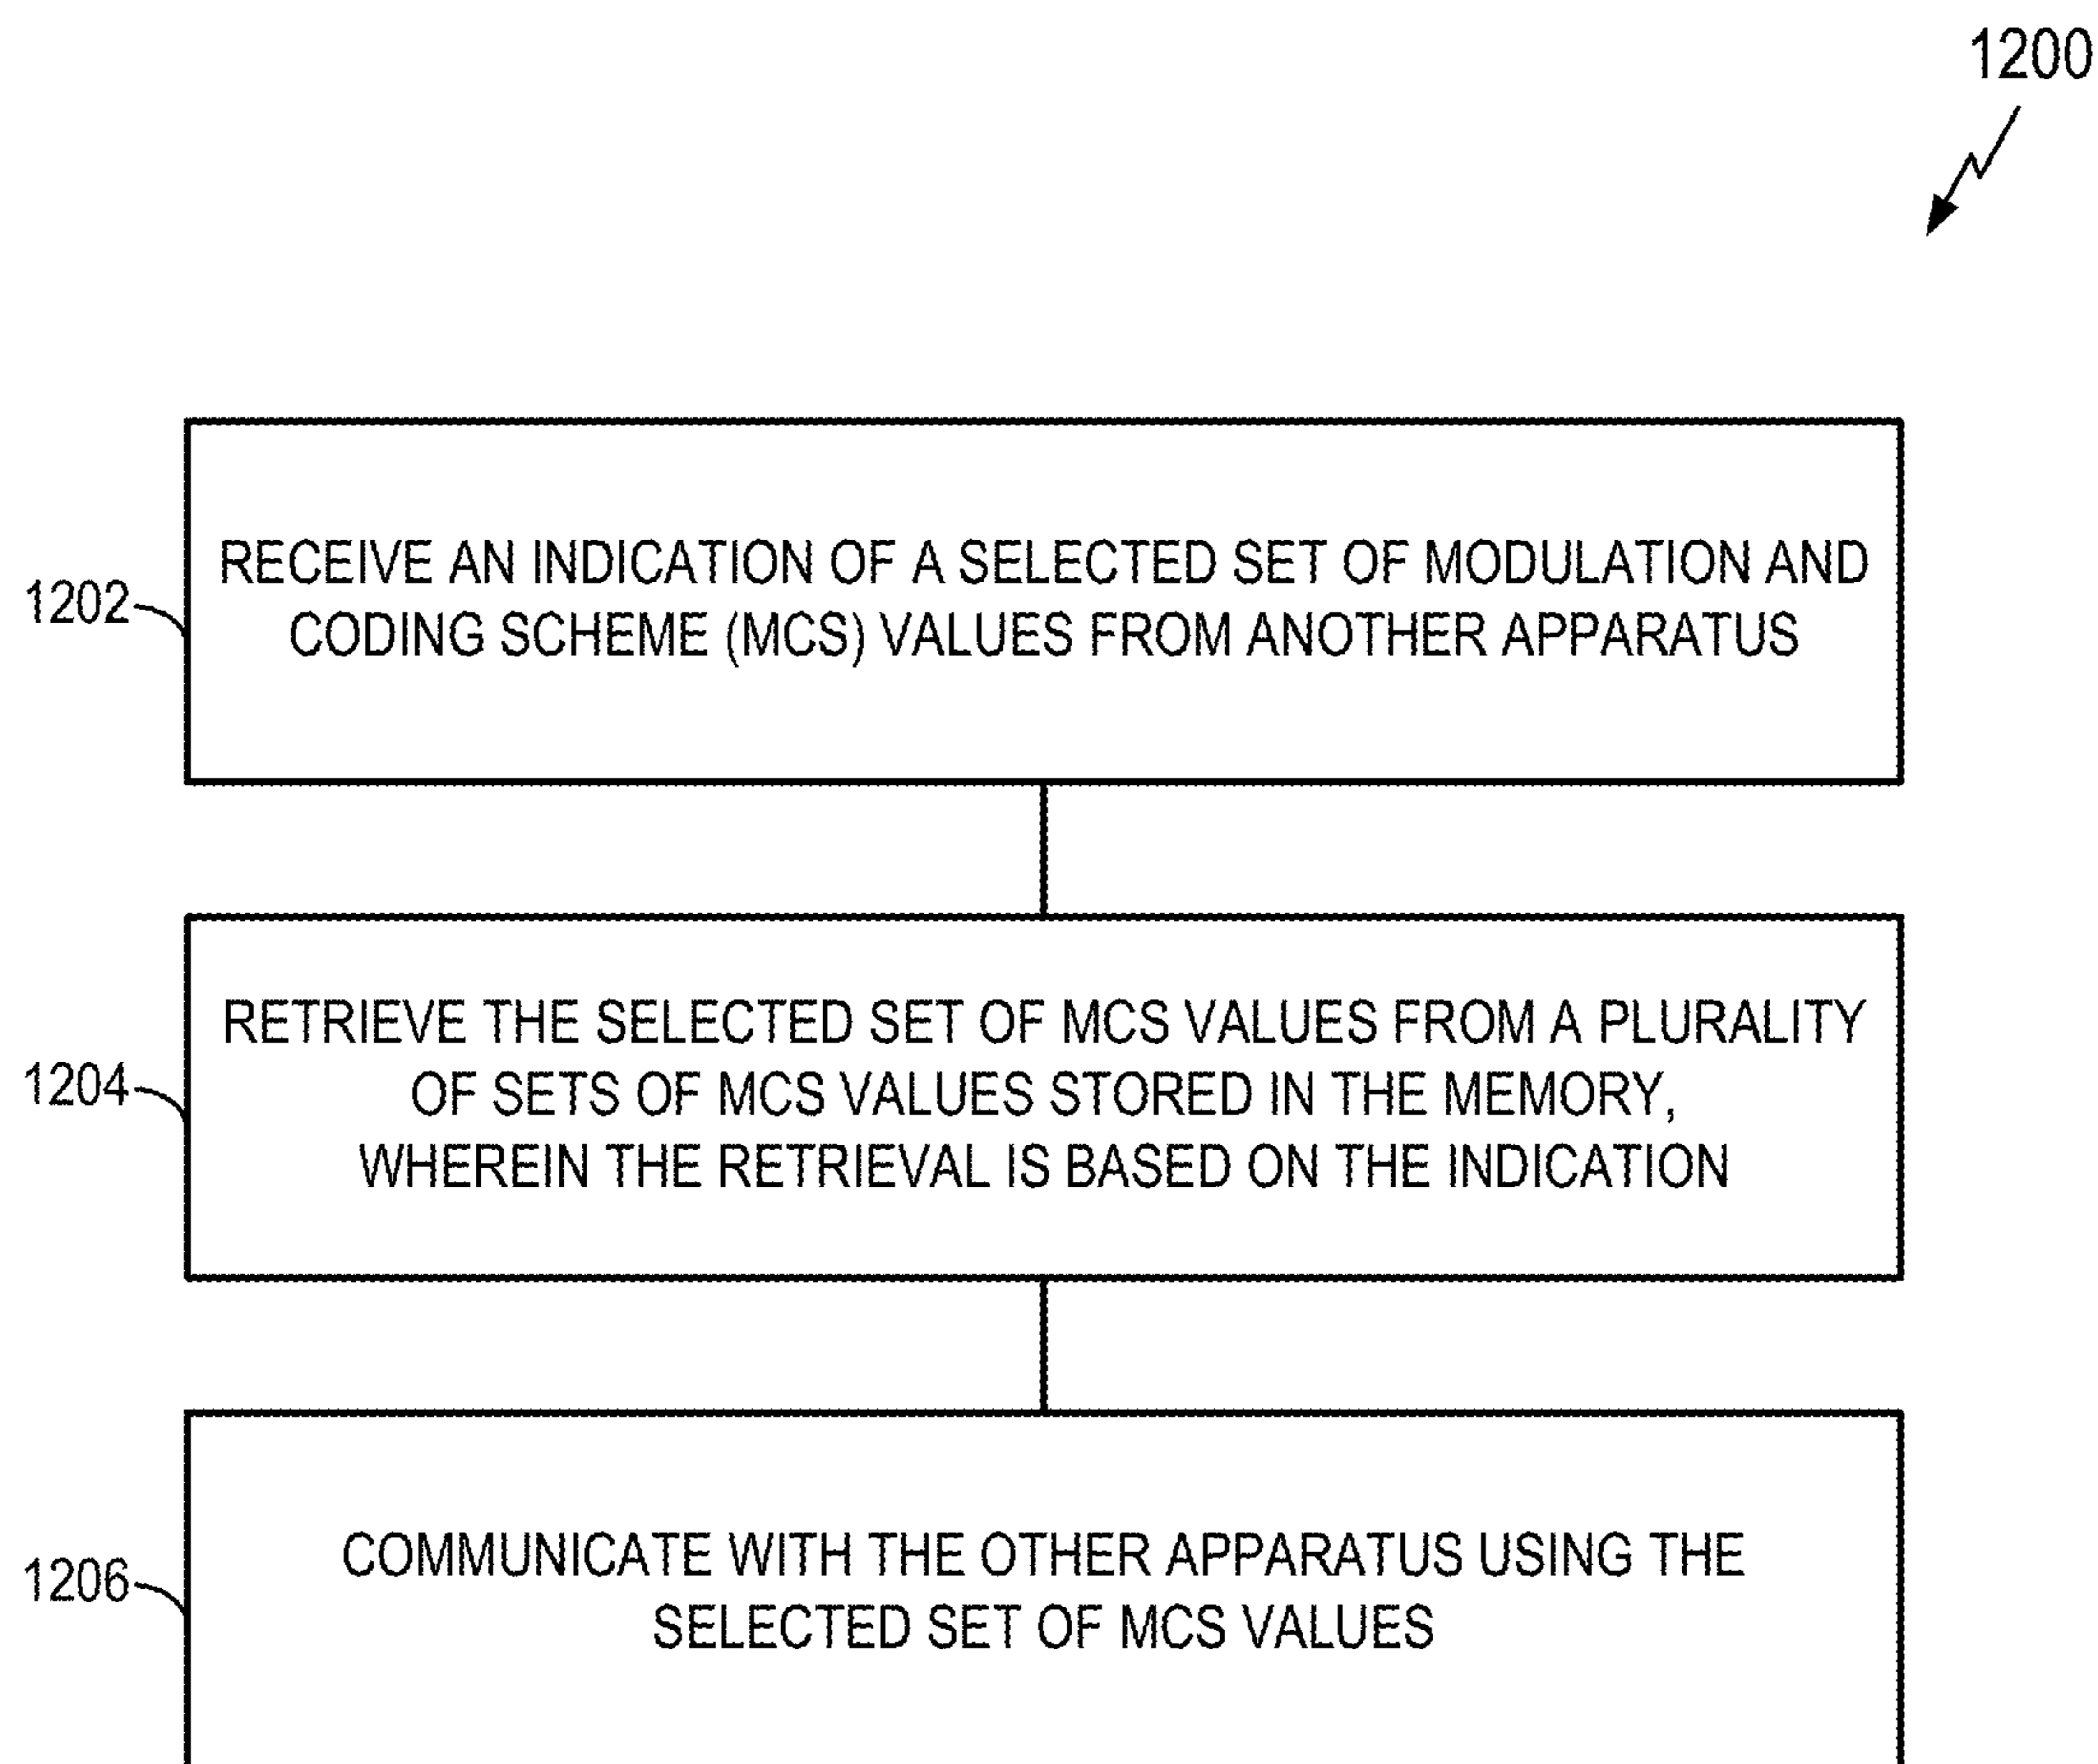 1200
1202
RECEIVE AN INDICATION OF A SELECTED SET OF MODULATION AND
CODING SCHEME (MCS) VALUES FROM ANOTHER APPARATUS
1204
RETRIEVE THE SELECTED SET OF MCS VALUES FROM A PLURALITY
OF SETS OF MCS VALUES STORED IN THE MEMORY,
WHEREIN THE RETRIEVAL IS BASED ON THE INDICATION
1206
COMMUNICATE WITH THE OTHER APPARATUS USING THE
SELECTED SET OF MCS VALUES